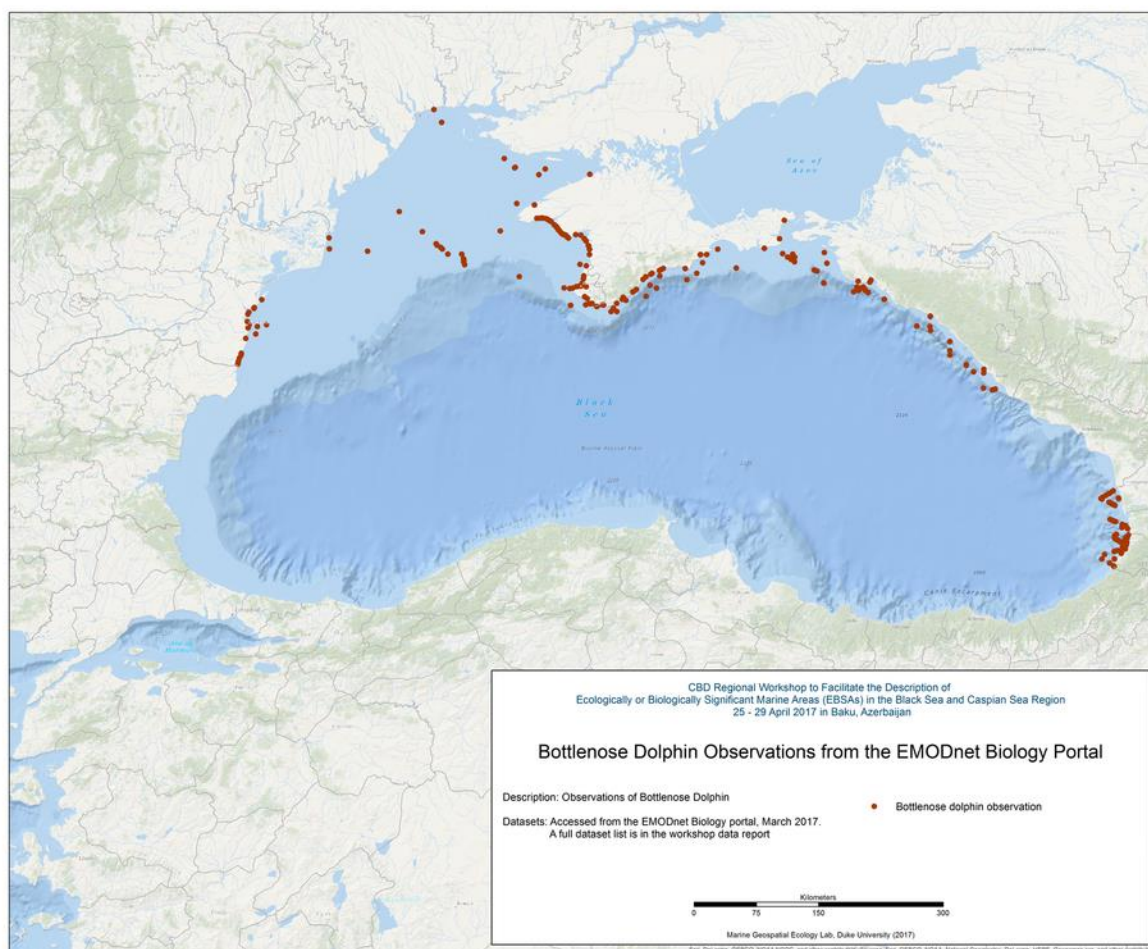 Sea of
Azov
Black
Sea
Sea of
Marmara
CBD Regional Workshop to Facilitate the Description of
Ecologically or Biologically Significant Marine Areas (EBSAs) in the Black Sea and Caspian Sea Region
25 - 29 April 2017 in Baku, Azerbaijan
Bottlenose Dolphin Observations from the EMODnet Biology Portal
Description: Observations of Bottlenose Dolphin
Bottlenose dolphin observation
Datasets: Accessed from the EMODnet Biology portal, March 2017.
A full dataset list is in the workshop data report
Kilometers
0 75 150 300
Marine Geospatial Ecology Lab, Duke University (2017)